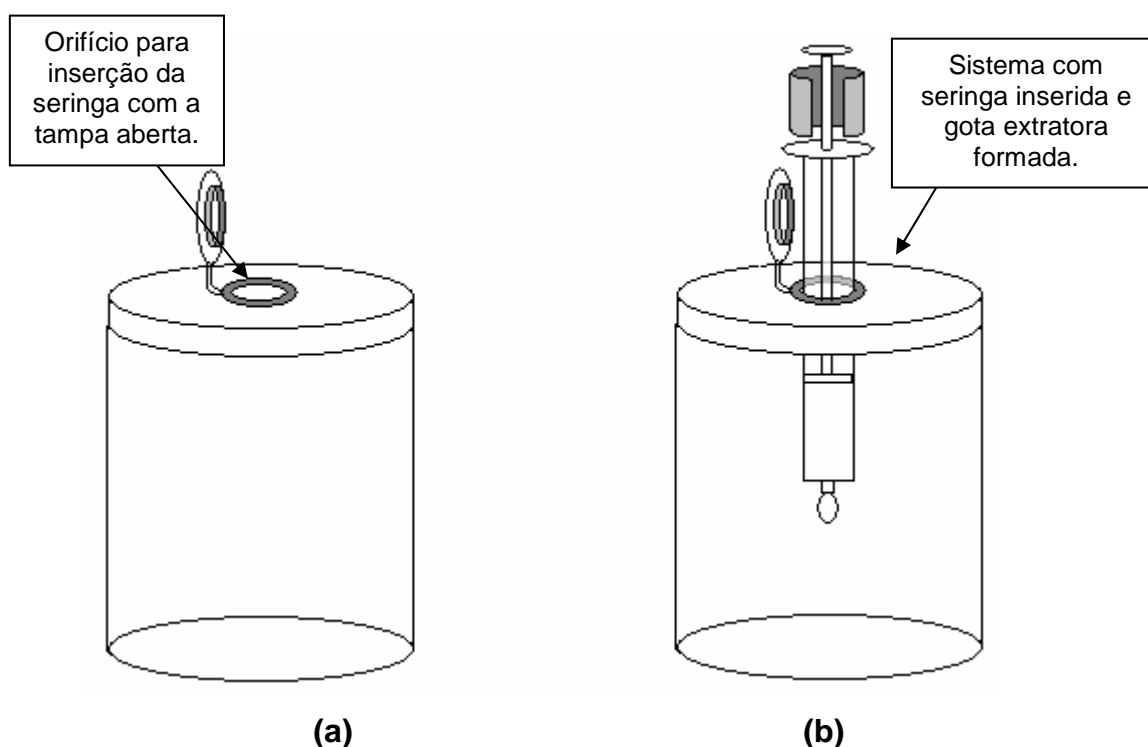 Orifício para
inserção da
seringa com a
tampa aberta.
Sistema com
seringa inserida e
gota extratora
formada.
(a)
(b)